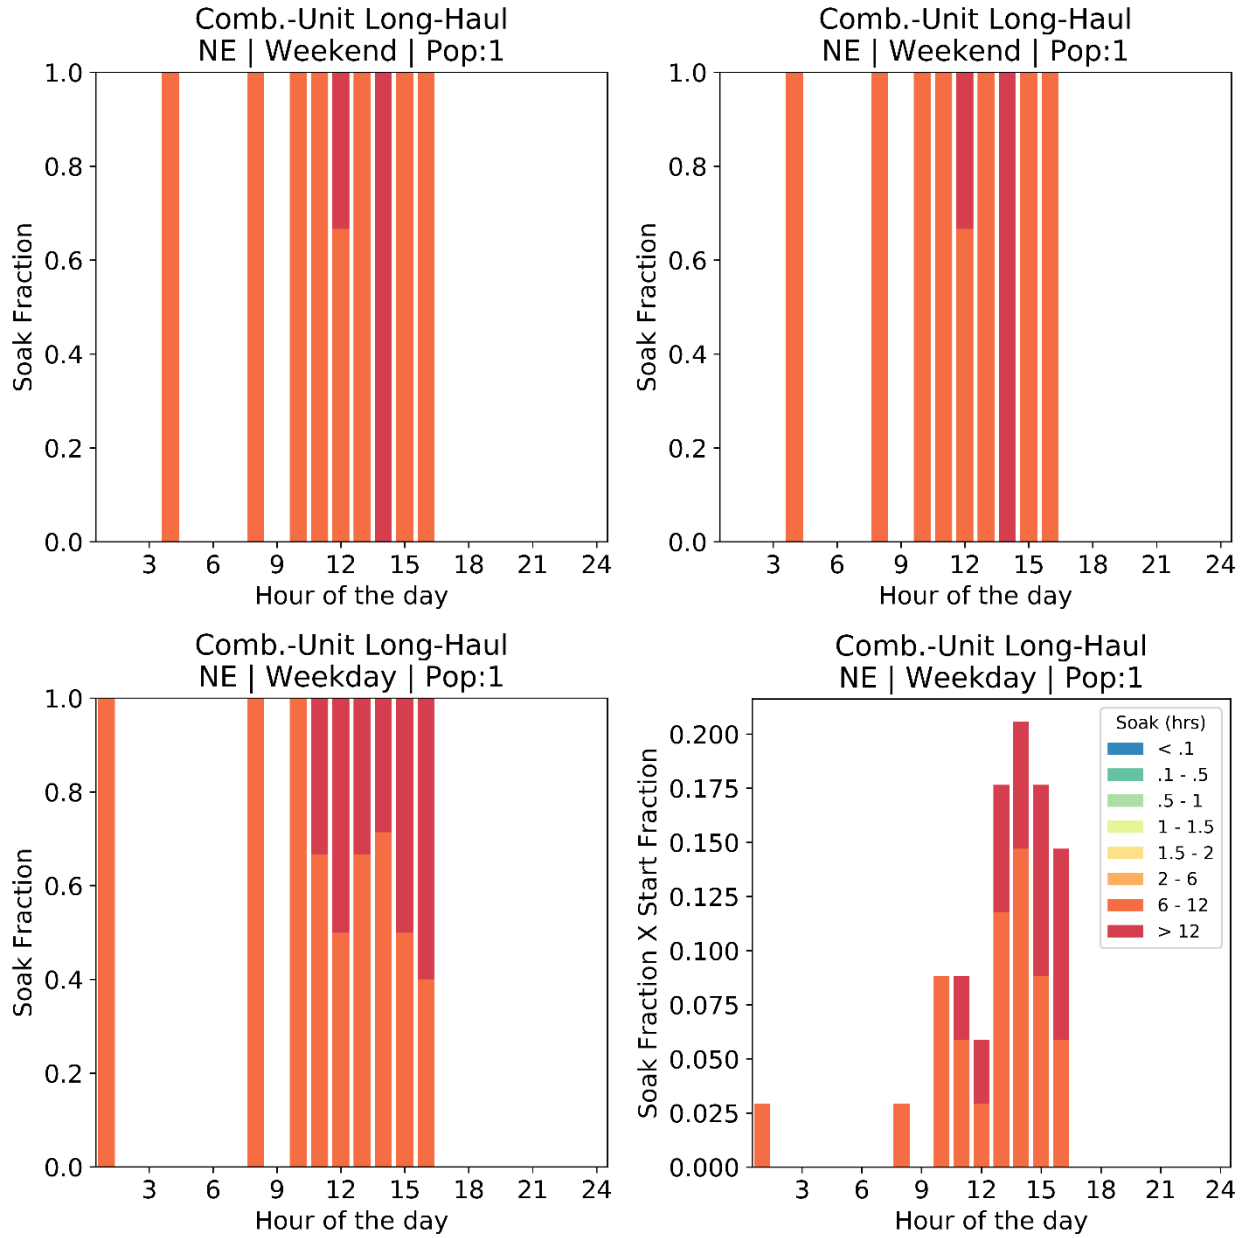 Comb.-Unit Long-Haul
NE | Weekend | Pop:1
1.0
0.8
0.6
0.4
0.2
0.0
Soak Fraction
3 6 9 12 15 18 21 24
Hour of the day
Comb.-Unit Long-Haul
NE | Weekend | Pop:1
1.0
0.8
0.6
0.4
0.2
0.0
Soak Fraction
3 6 9 12 15 18 21 24
Hour of the day
Comb.-Unit Long-Haul
NE | Weekday | Pop:1
1.0
0.8
0.6
0.4
0.2
0.0
Soak Fraction
3 6 9 12 15 18 21 24
Hour of the day
Comb.-Unit Long-Haul
NE | Weekday | Pop:1
0.200
0.175
0.150
0.125
0.100
0.075
0.050
0.025
0.000
Soak Fraction X Start Fraction
Soak (hrs)
< .1
.1 - .5
.5 - 1
1 - 1.5
1.5 - 2
2 - 6
6 - 12
> 12
3 6 9 12 15 18 21 24
Hour of the day